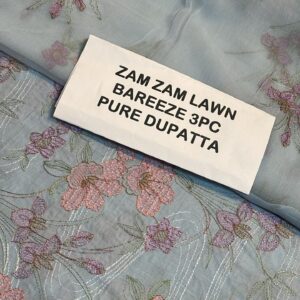 ZAM ZAM LAWN
BAREEZE 3PC
PURE DUPATTA